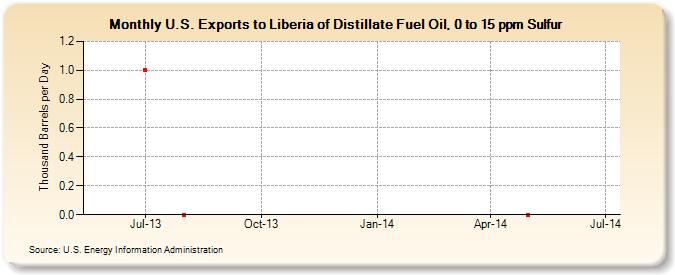 Monthly U.S. Exports to Liberia of Distillate Fuel Oil, 0 to 15 ppm Sulfur
Thousand Barrels per Day
1.2
1.0
0.8
0.6
0.4
0.2
0.0
Jul-13 Oct-13 Jan-14 Apr-14 Jul-14
Source: U.S. Energy Information Administration